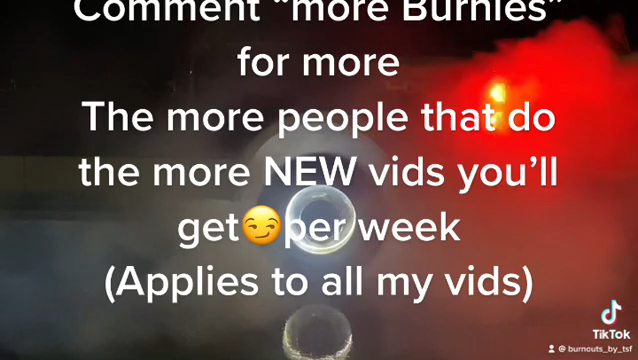 Comment “more Burnies”
for more
The more people that do
the more NEW vids you’ll
get😏per week
(Applies to all my vids)
TikTok
@ burnouts_by_tsf